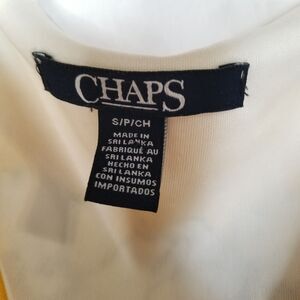 CHAPS
S/P/CH
MADE IN
SRI LANKA
FABRIQUÉ AU
SRI LANKA
HECHO EN
SRI LANKA
CON INSUMOS
IMPORTADOS